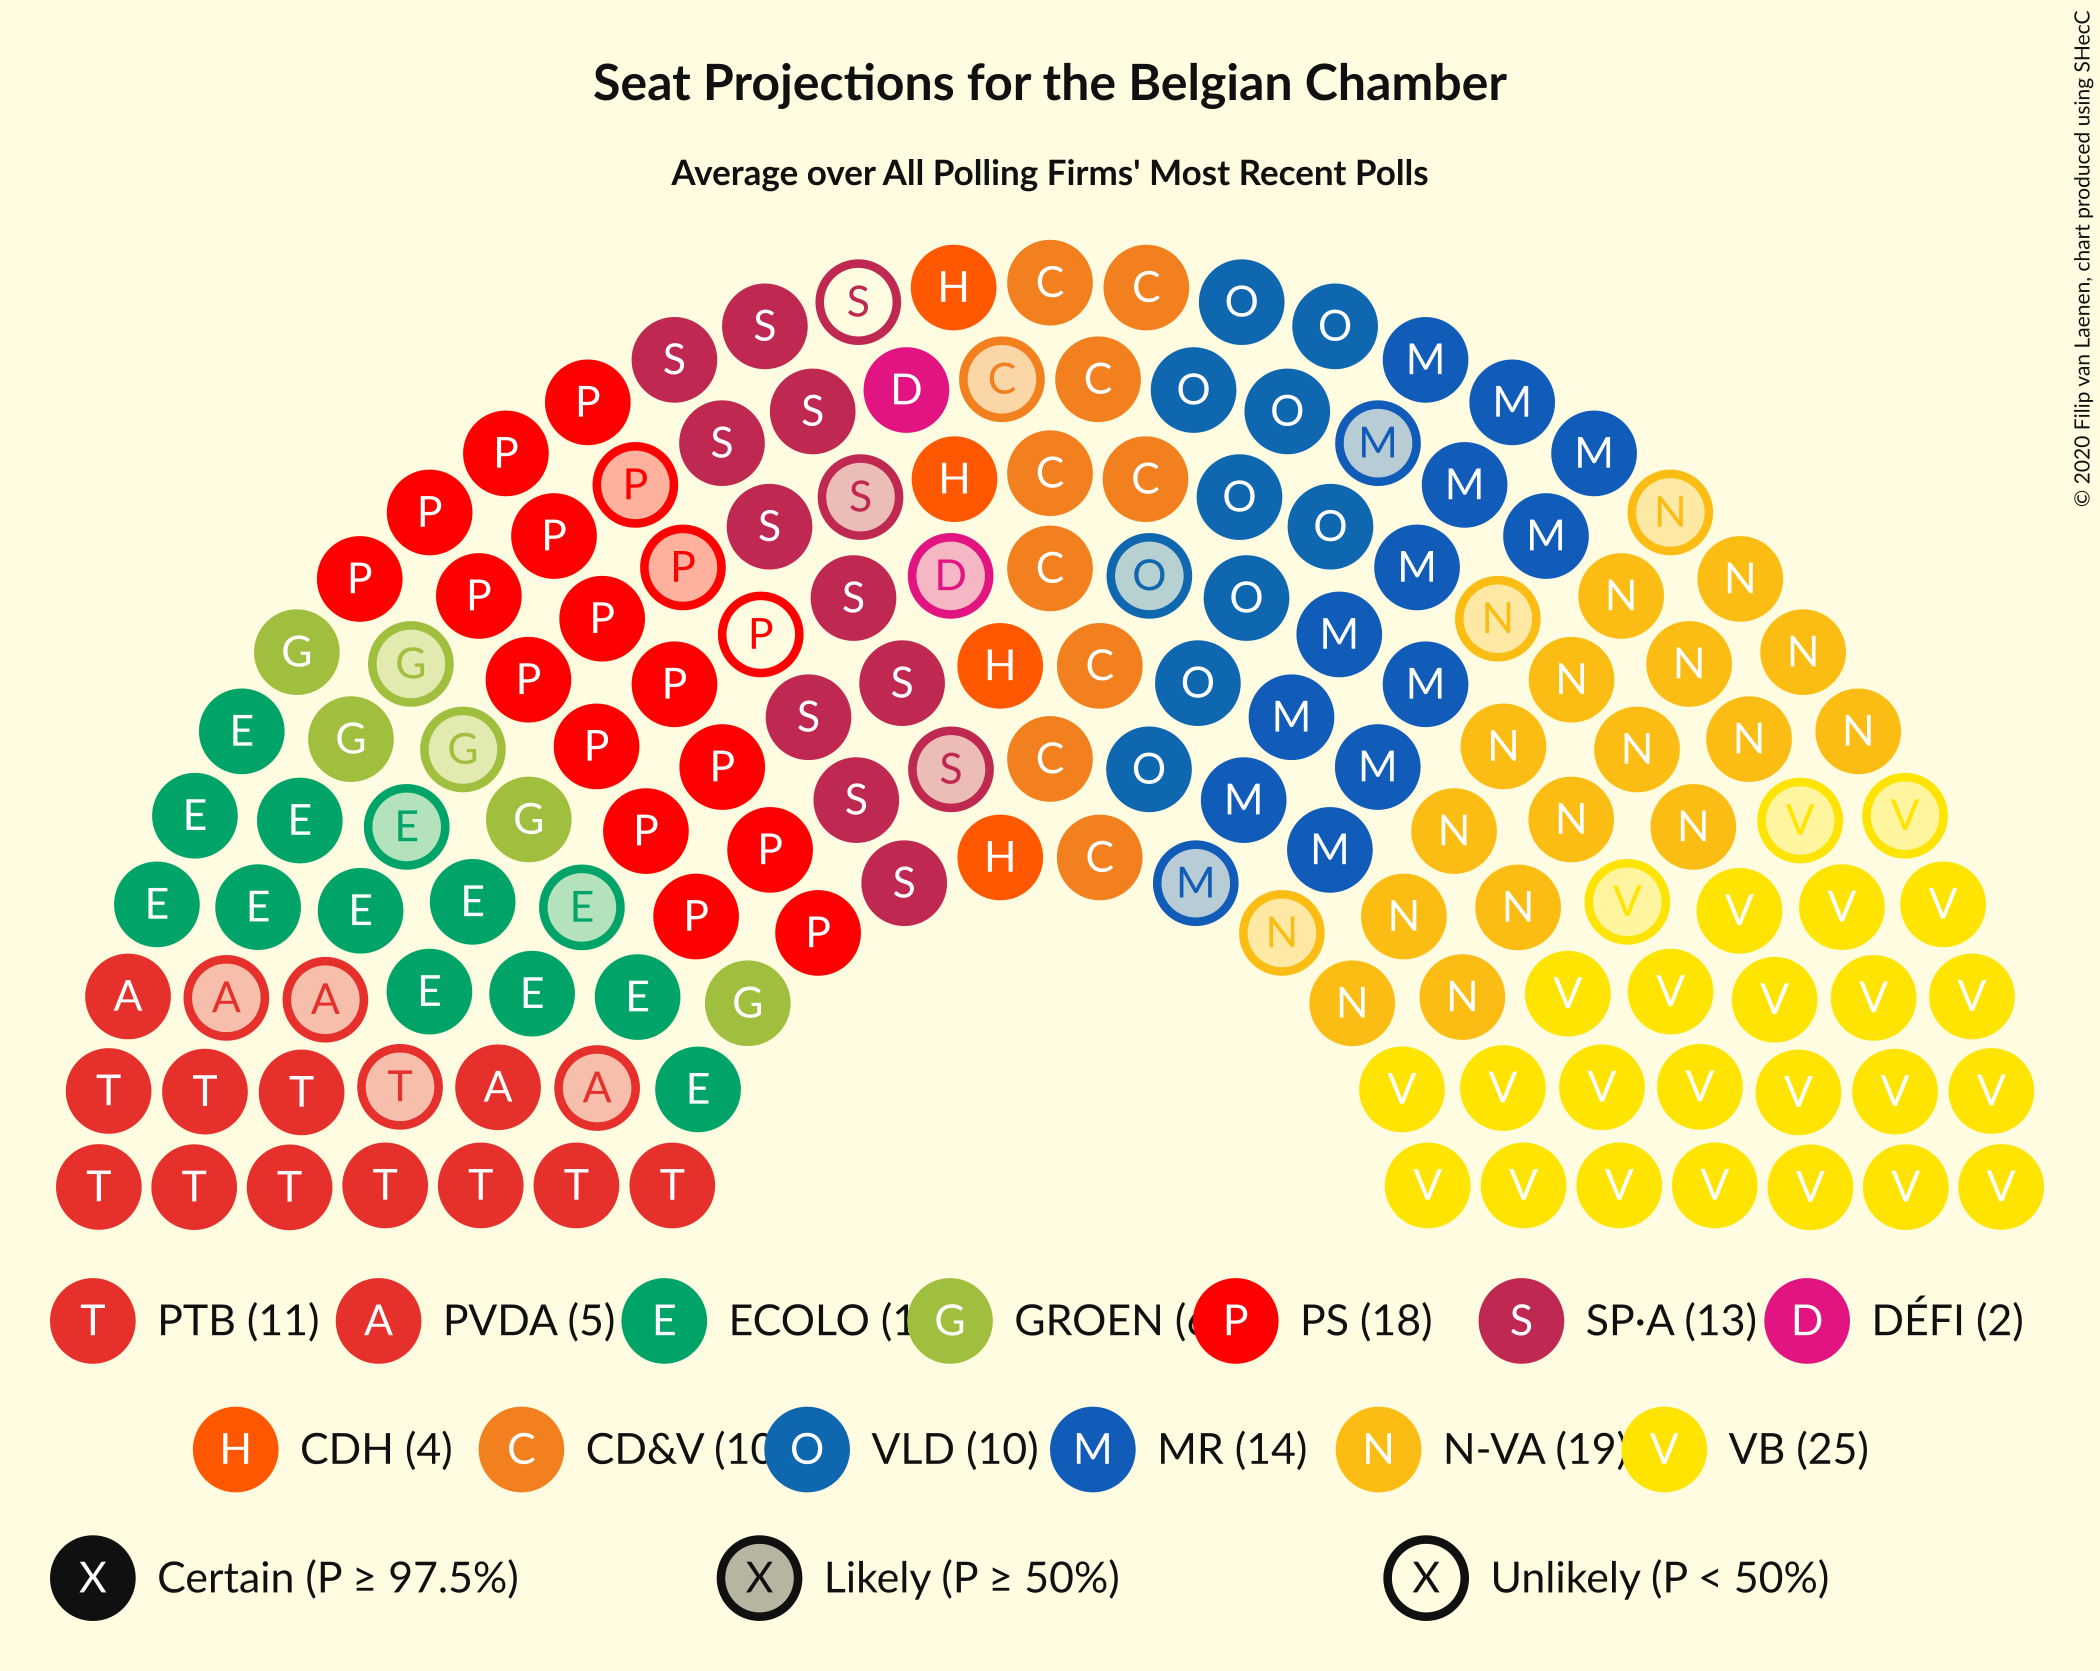 Seat Projections for the Belgian Chamber
Average over All Polling Firms' Most Recent Polls
© 2020 Filip van Laenen, chart produced using SHecC
H C C
S O
S O
S M
P D C C O M
P S O M
P S M M
P P H C C M N
P P S S O N
P P S D C O O M N
G P P S O M N N
G P P P S H C O M M N N N
E G P P S S M M N N N
G P P S C O M N N N
E E P P S M M N N V V
E E G P P S H C M N N V
E E E E E P P S M N N N V V V
A A A E E E G N N V V V V V
T T T T A A E V V V V V V V
T T T T T T T V V V V V V V
T PTB (11) A PVDA (5) E ECOLO (1 G GROEN ( P PS (18) S SP·A (13) D DÉFI (2)
H CDH (4) C CD&V (10 O VLD (10) M MR (14) N N-VA (19) V VB (25)
X Certain (P ≥ 97.5%) X Likely (P ≥ 50%) X Unlikely (P < 50%)